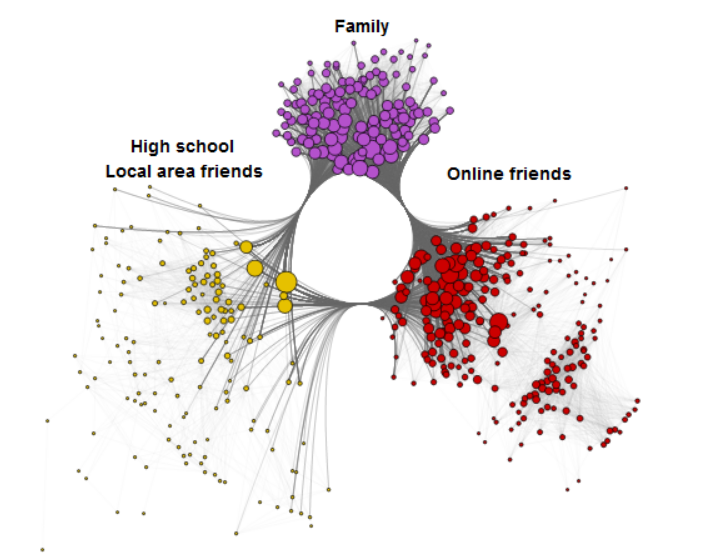 Family
High school
Local area friends
Online friends